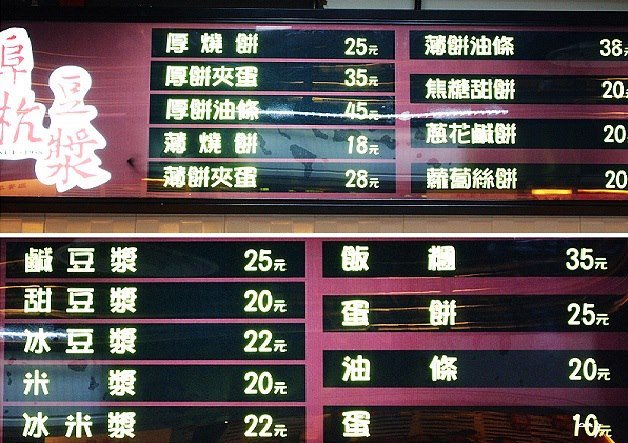 阜杭
豆漿
厚燒餅 25元
厚餅夾蛋 35元
厚餅油條 45元
薄燒餅 18元
薄餅夾蛋 28元
薄餅油條 38元
焦糖甜餅 20
蔥花鹹餅 20
蘿蔔絲餅 20
鹹豆漿 25元
甜豆漿 20元
冰豆漿 22元
米漿 20元
冰米漿 22元
飯糰 35元
蛋餅 25元
油條 20元
蛋 10元